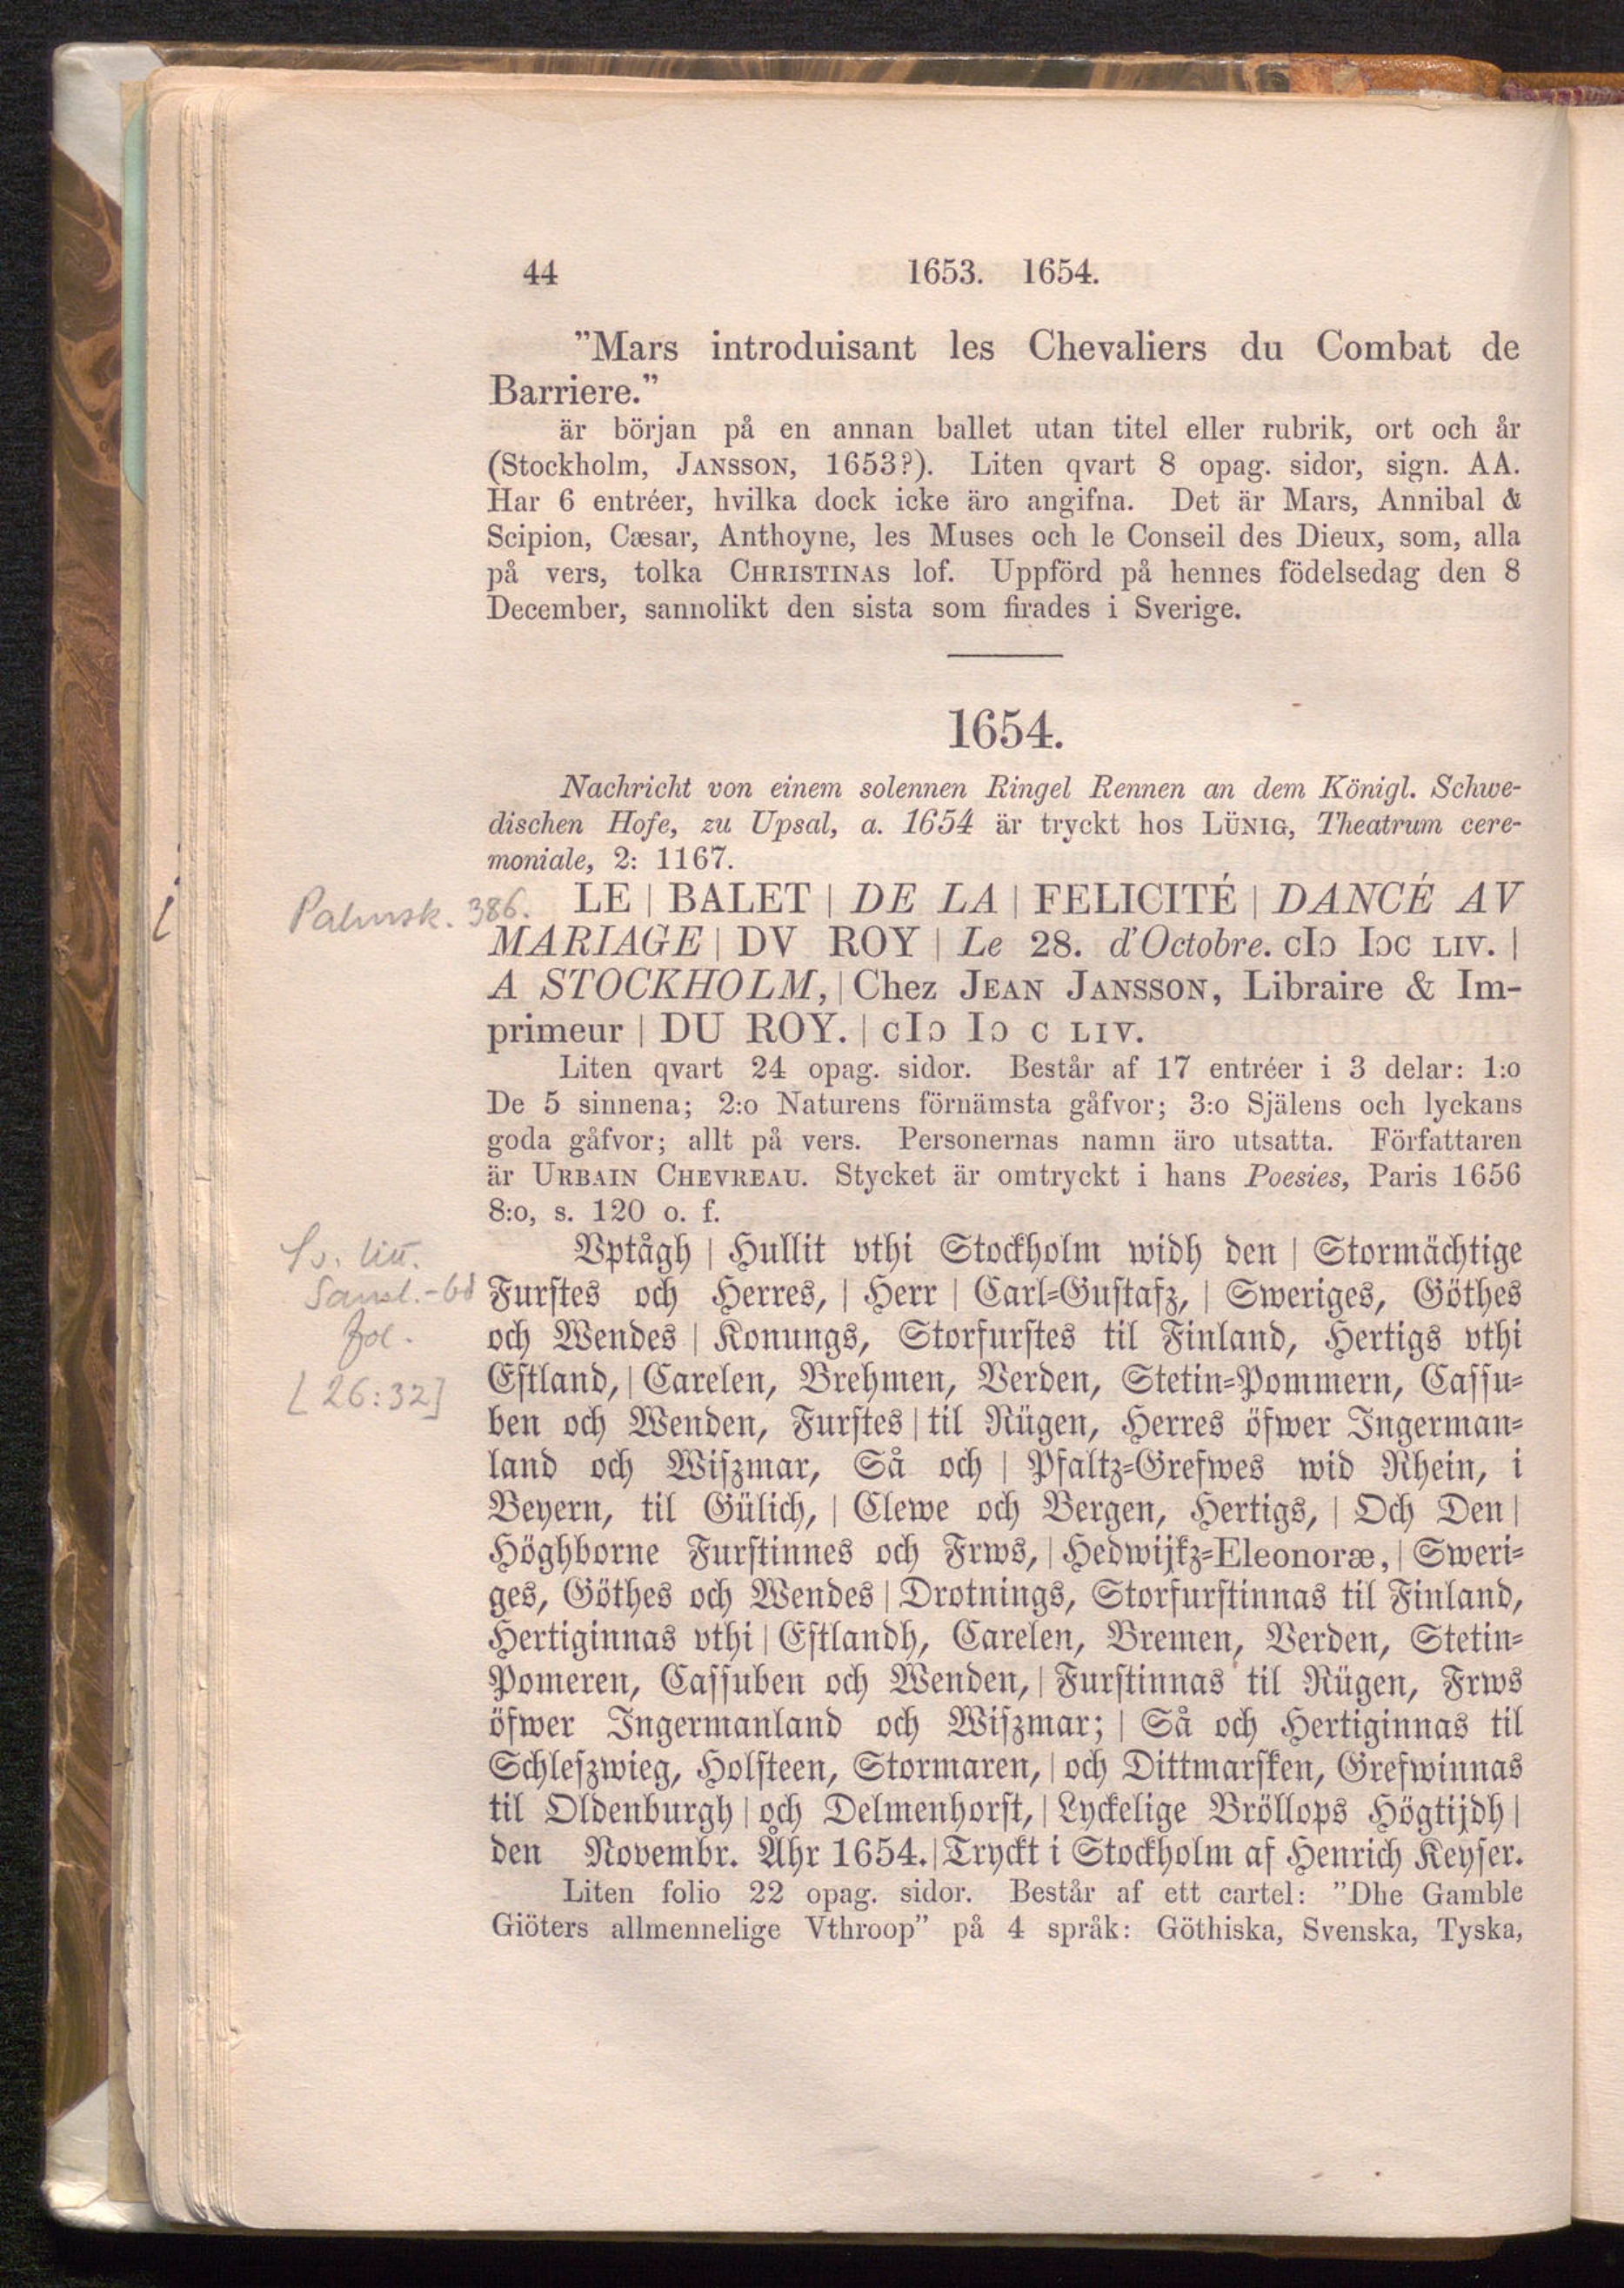 44 1653. 1654.
”Mars introduisant les Chevaliers du Combat de
Barriere.”
är början på en annan ballet utan titel eller rubrik, ort och år
(Stockholm, JANSSON, 1653?). Liten qvart 8 opag. sidor, sign. AA.
Har 6 entréer, hvilka dock icke äro angifna. Det är Mars, Annibal &
Scipion, Cæsar, Anthoyne, les Muses och le Conseil des Dieux, som, alla
på vers, tolka CHRISTINAS lof. Uppförd på hennes födelsedag den 8
December, sannolikt den sista som firades i Sverige.
1654.
Nachricht von einem solennen Ringel Rennen an dem Königl. Schwe-
dischen Hofe, zu Upsal, a. 1654 är tryckt hos LÜNIG, Theatrum cere-
moniale, 2: 1167.
Palmsk. 386.
LE | BALET | DE LA | FELICITÉ | DANCÉ AV
MARIAGE | DV ROY | Le 28. d'Octobre. cIɔ Iɔc LIV. |
A STOCKHOLM, | Chez JEAN JANSSON, Libraire & Im-
primeur | DU ROY. | cIɔ Iɔ c LIV.
Liten qvart 24 opag. sidor. Består af 17 entréer i 3 delar: 1:o
De 5 sinnena; 2:o Naturens förnämsta gåfvor; 3:o Själens och lyckans
goda gåfvor; allt på vers. Personernas namn äro utsatta. Författaren
är URBAIN CHEVREAU. Stycket är omtryckt i hans Poesies, Paris 1656
8:o, s. 120 o. f.
Sv. litt.
Saml.-bd
fol.
[26:32]
Vptågh | Hullit vthi Stockholm widh den | Stormächtige
Furstes och Herres, | Herr | Carl-Gustafz, | Sweriges, Göthes
och Wendes | Konungs, Storfurstes til Finland, Hertigs vthi
Estland, | Carelen, Brehmen, Verden, Stetin-Pommern, Cassu-
ben och Wenden, Furstes | til Rügen, Herres öfwer Ingerman-
land och Wiszmar, Så och | Pfaltz-Grefwes wid Rhein, i
Beyern, til Gülich, | Clewe och Bergen, Hertigs, | Och Den |
Höghborne Furstinnes och Frws, | Hedwijkz-Eleonoræ, | Sweri-
ges, Göthes och Wendes | Drotnings, Storfurstinnas til Finland,
Hertiginnas vthi | Estlandh, Carelen, Bremen, Verden, Stetin-
Pomeren, Cassuben och Wenden, | Furstinnas til Rügen, Frws
öfwer Ingermanland och Wiszmar; | Så och Hertiginnas til
Schleszwieg, Holsteen, Stormaren, | och Dittmarsken, Grefwinnas
til Oldenburgh | och Delmenhorst, | Lyckelige Bröllops Högtijdh |
den Novembr. Åhr 1654. | Tryckt i Stockholm af Henrich Keyser.
Liten folio 22 opag. sidor. Består af ett cartel: ”Dhe Gamble
Giöters allmennelige Vthroop” på 4 språk: Göthiska, Svenska, Tyska,